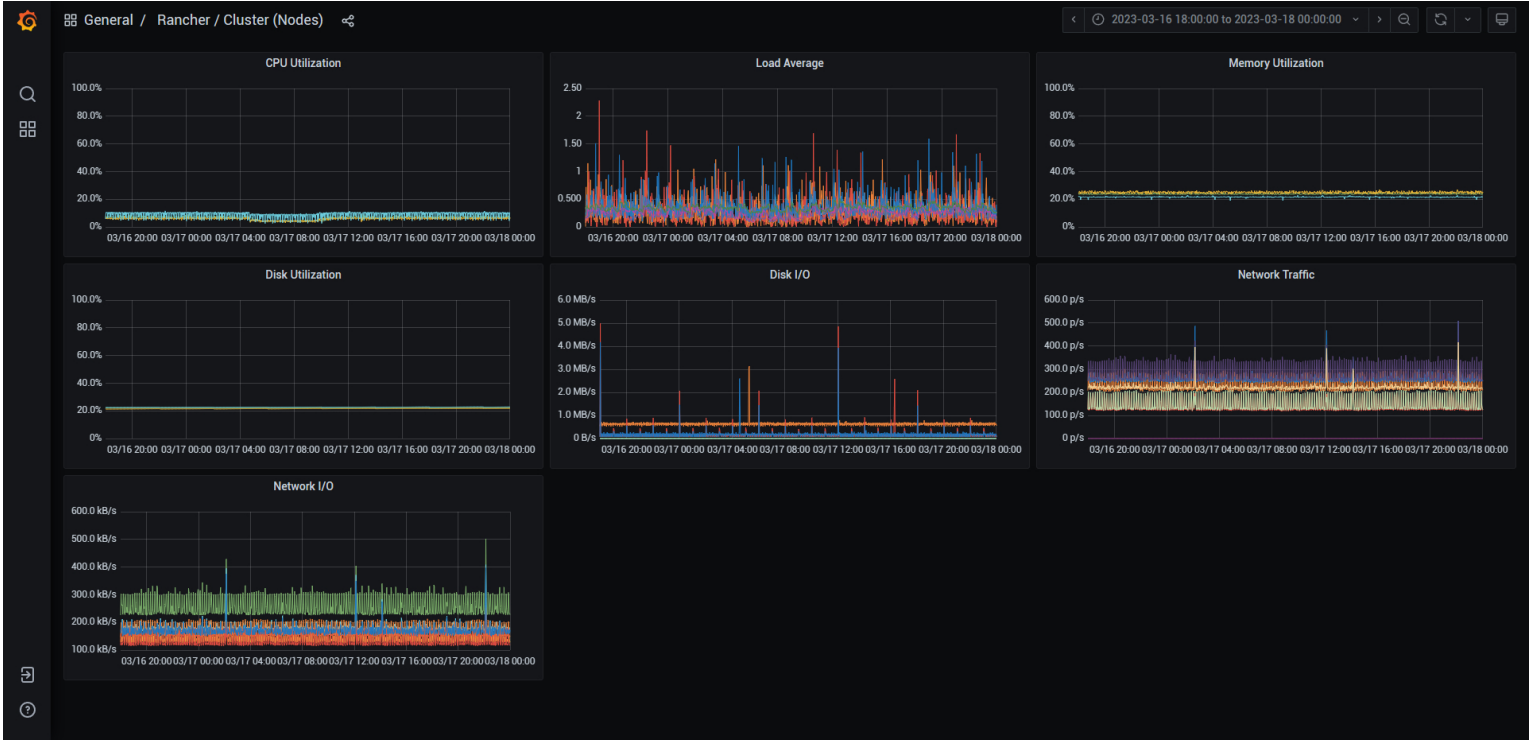 General / Rancher / Cluster (Nodes)
2023-03-16 18:00:00 to 2023-03-18 00:00:00
CPU Utilization
100.0%
80.0%
60.0%
40.0%
20.0%
0%
03/16 20:00 03/17 00:00 03/17 04:00 03/17 08:00 03/17 12:00 03/17 16:00 03/17 20:00 03/18 00:00
Load Average
2.50
2
1.50
1
0.500
0
03/16 20:00 03/17 00:00 03/17 04:00 03/17 08:00 03/17 12:00 03/17 16:00 03/17 20:00 03/18 00:00
Memory Utilization
100.0%
80.0%
60.0%
40.0%
20.0%
0%
03/16 20:00 03/17 00:00 03/17 04:00 03/17 08:00 03/17 12:00 03/17 16:00 03/17 20:00 03/18 00:00
Disk Utilization
100.0%
80.0%
60.0%
40.0%
20.0%
0%
03/16 20:00 03/17 00:00 03/17 04:00 03/17 08:00 03/17 12:00 03/17 16:00 03/17 20:00 03/18 00:00
Disk I/O
6.0 MB/s
5.0 MB/s
4.0 MB/s
3.0 MB/s
2.0 MB/s
1.0 MB/s
0 B/s
03/16 20:00 03/17 00:00 03/17 04:00 03/17 08:00 03/17 12:00 03/17 16:00 03/17 20:00 03/18 00:00
Network Traffic
600.0 p/s
500.0 p/s
400.0 p/s
300.0 p/s
200.0 p/s
100.0 p/s
0 p/s
03/16 20:00 03/17 00:00 03/17 04:00 03/17 08:00 03/17 12:00 03/17 16:00 03/17 20:00 03/18 00:00
Network I/O
600.0 kB/s
500.0 kB/s
400.0 kB/s
300.0 kB/s
200.0 kB/s
100.0 kB/s
03/16 20:00 03/17 00:00 03/17 04:00 03/17 08:00 03/17 12:00 03/17 16:00 03/17 20:00 03/18 00:00